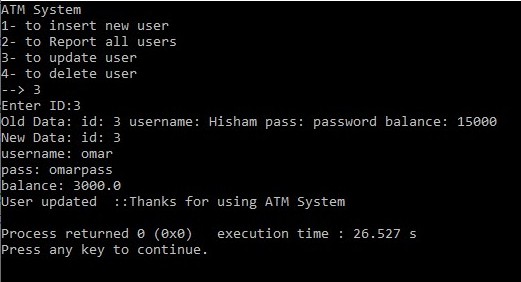 ATM System
1- to insert new user
2- to Report all users
3- to update user
4- to delete user
--> 3
Enter ID:3
Old Data: id: 3 username: Hisham pass: password balance: 15000
New Data: id: 3
username: omar
pass: omarpass
balance: 3000.0
User updated  ::Thanks for using ATM System
Process returned 0 (0x0)   execution time : 26.527 s
Press any key to continue.